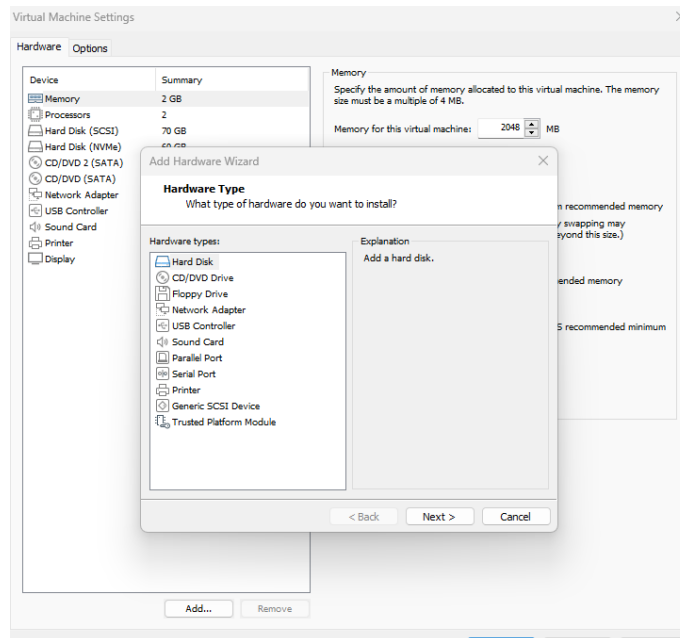 Virtual Machine Settings
Hardware Options
Device Summary
Memory 2 GB
Processors 2
Hard Disk (SCSI) 70 GB
Hard Disk (NVMe) 60 GB
CD/DVD 2 (SATA)
CD/DVD (SATA)
Network Adapter
USB Controller
Sound Card
Printer
Display
Add... Remove
Memory
Specify the amount of memory allocated to this virtual machine. The memory
size must be a multiple of 4 MB.
Memory for this virtual machine: 2048 MB
recommended memory
swapping may
beyond this size.)
memory
recommended minimum
Add Hardware Wizard
Hardware Type
What type of hardware do you want to install?
Hardware types:
Hard Disk
CD/DVD Drive
Floppy Drive
Network Adapter
USB Controller
Sound Card
Parallel Port
Serial Port
Printer
Generic SCSI Device
Trusted Platform Module
Explanation
Add a hard disk.
< Back Next > Cancel